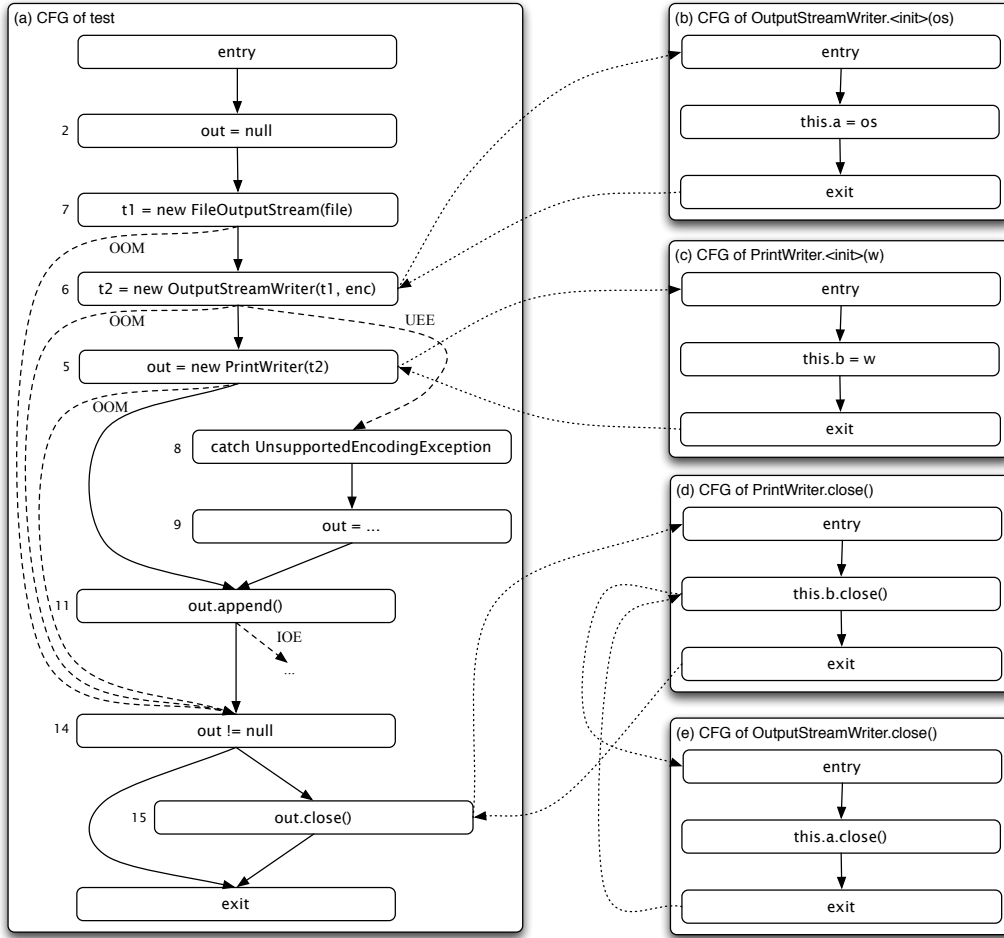 (a) CFG of test
entry
2 out = null
7 t1 = new FileOutputStream(file)
OOM
6 t2 = new OutputStreamWriter(t1, enc)
OOM
UEE
5 out = new PrintWriter(t2)
OOM
8 catch UnsupportedEncodingException
9 out = ...
11 out.append()
IOE
...
14 out != null
15 out.close()
exit
(b) CFG of OutputStreamWriter.<init>(os)
entry
this.a = os
exit
(c) CFG of PrintWriter.<init>(w)
entry
this.b = w
exit
(d) CFG of PrintWriter.close()
entry
this.b.close()
exit
(e) CFG of OutputStreamWriter.close()
entry
this.a.close()
exit